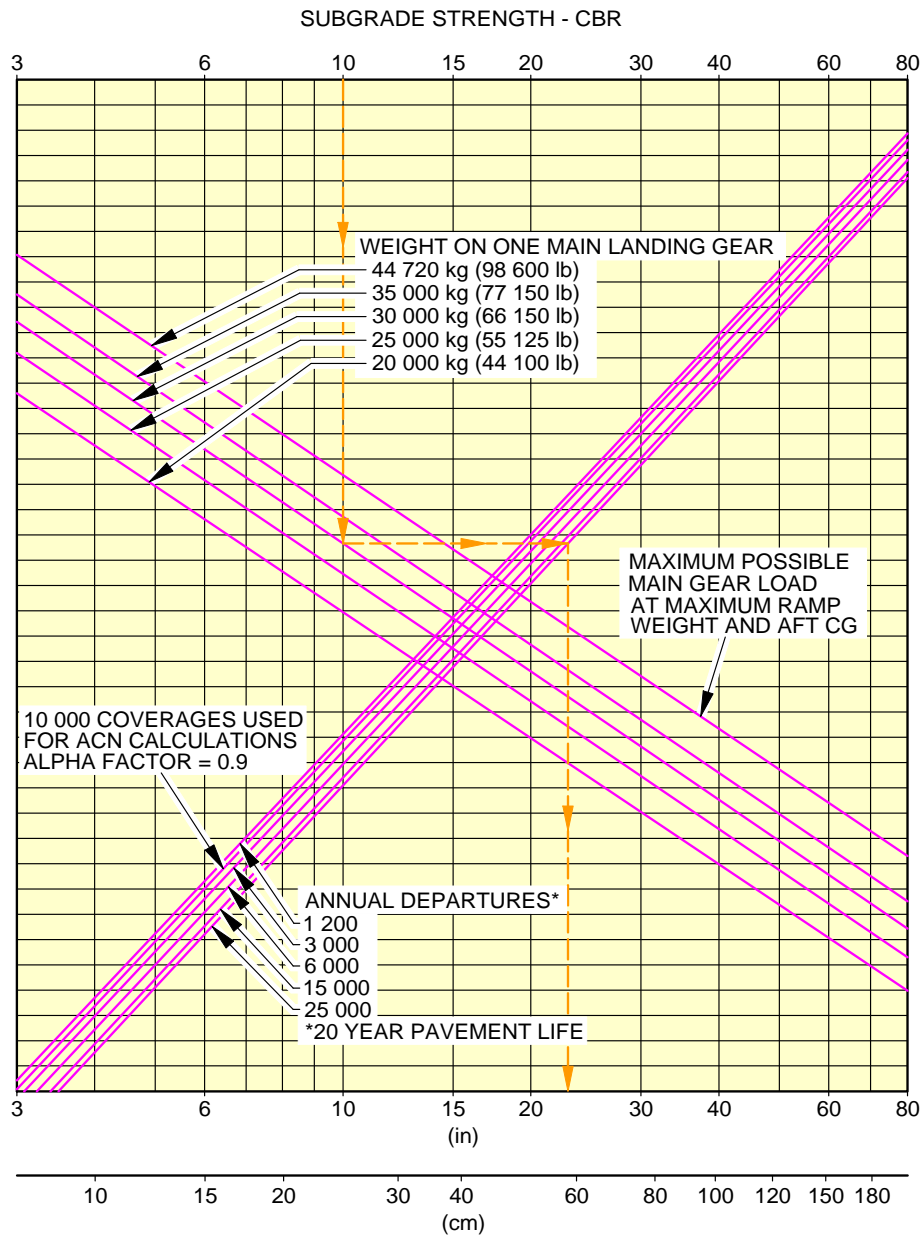 SUBGRADE STRENGTH - CBR
3 6 10 15 20 30 40 60 80
WEIGHT ON ONE MAIN LANDING GEAR
44 720 kg (98 600 lb)
35 000 kg (77 150 lb)
30 000 kg (66 150 lb)
25 000 kg (55 125 lb)
20 000 kg (44 100 lb)
MAXIMUM POSSIBLE
MAIN GEAR LOAD
AT MAXIMUM RAMP
WEIGHT AND AFT CG
10 000 COVERAGES USED
FOR ACN CALCULATIONS
ALPHA FACTOR = 0.9
ANNUAL DEPARTURES*
1 200
3 000
6 000
15 000
25 000
*20 YEAR PAVEMENT LIFE
3 6 10 15 20 30 40 60 80
(in)
10 15 20 30 40 60 80 100 120 150 180
(cm)